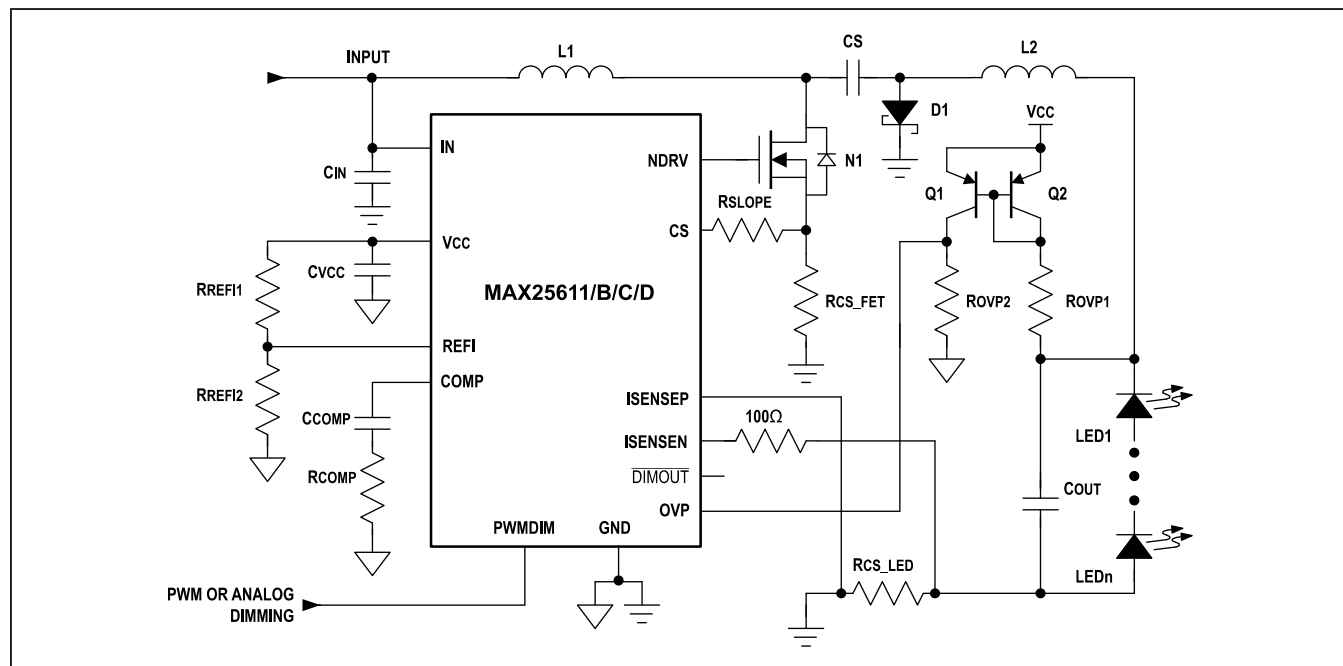 INPUT
L1
CS
L2
D1
VCC
IN
NDRV
N1
CIN
Q1
Q2
RSLOPE
CS
VCC
CVCC
RREFI1
MAX25611/B/C/D
RCS_FET
ROVP2
ROVP1
REFI
COMP
RREFI2
CCOMP
ISENSEP
100Ω
ISENSEN
LED1
RCOMP
DIMOUT
COUT
OVP
PWMDIM
GND
RCS_LED
LEDn
PWM OR ANALOG
DIMMING